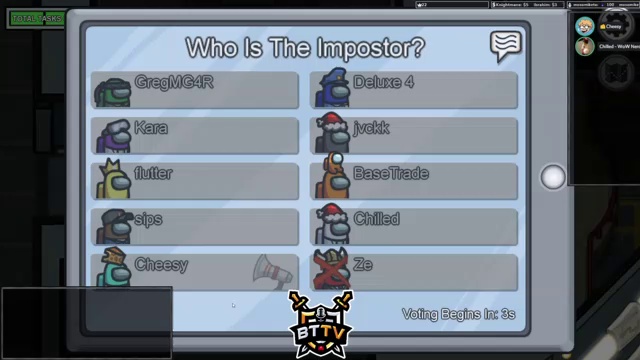 TOTAL TASKS
Who Is The Impostor?
GregMG4R
Deluxe 4
Kara
jvckk
flutter
BaseTrade
sips
Chilled
Cheesy
Ze
Voting Begins In: 3s
BTTV
Cheesy